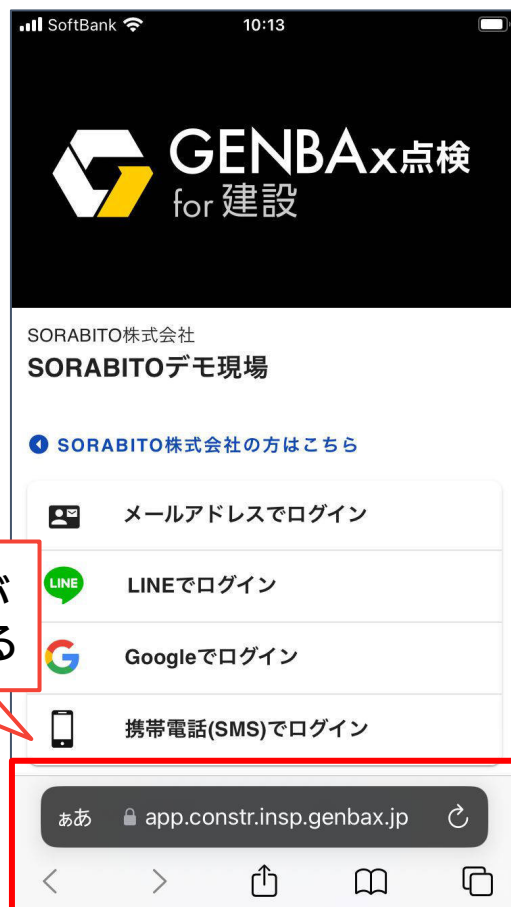 SoftBank 10:13
GENBAx点検
for 建設
SORABITO株式会社
SORABITOデモ現場
SORABITO株式会社の方はこちら
メールアドレスでログイン
が
る
LINE LINEでログイン
Googleでログイン
携帯電話(SMS)でログイン
ぁあ app.constr.insp.genbax.jp